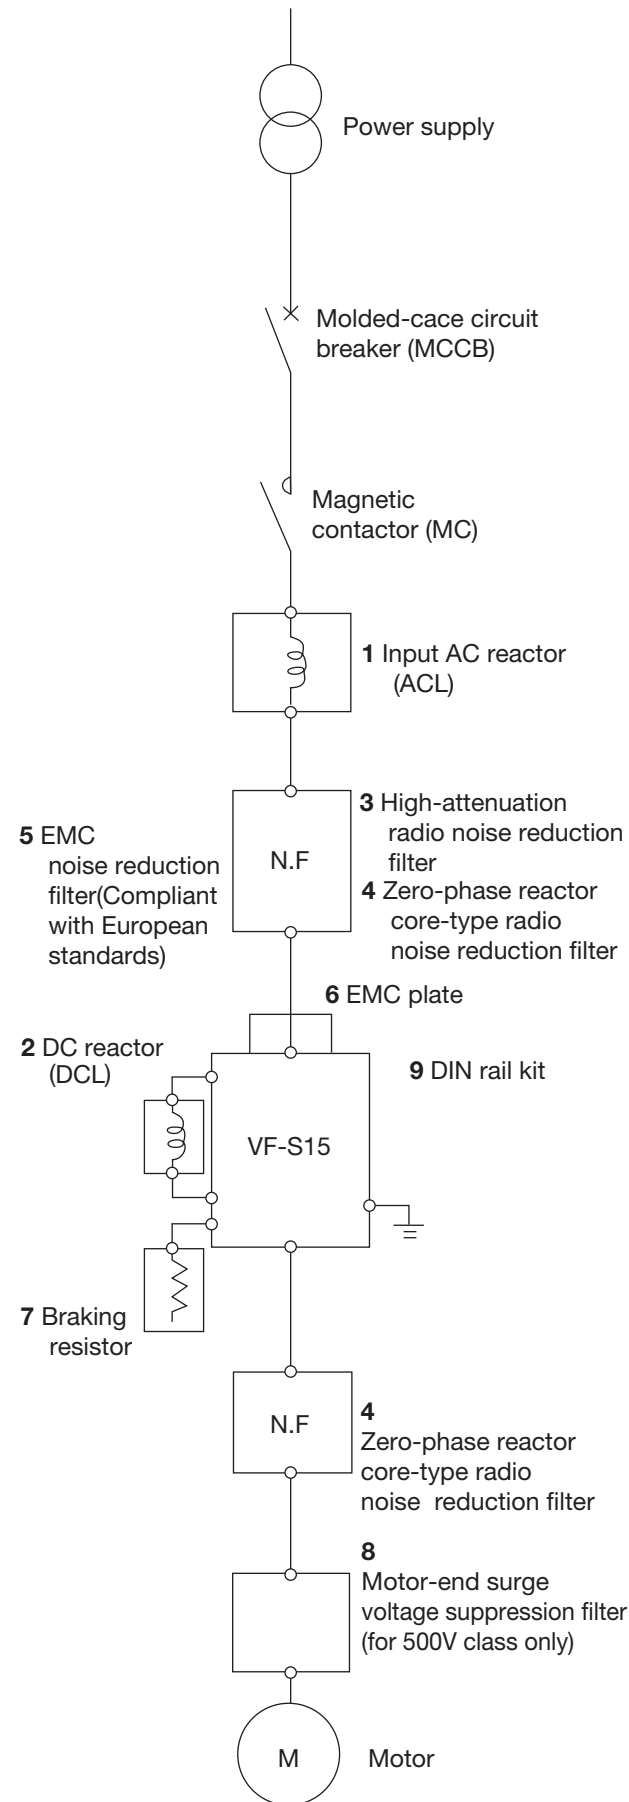 Power supply
Molded-cace circuit
breaker (MCCB)
Magnetic
contactor (MC)
1 Input AC reactor
(ACL)
3 High-attenuation
radio noise reduction
filter
4 Zero-phase reactor
core-type radio
noise reduction filter
N.F
5 EMC
noise reduction
filter(Compliant
with European
standards)
6 EMC plate
2 DC reactor
(DCL)
9 DIN rail kit
VF-S15
7 Braking
resistor
N.F
4
Zero-phase reactor
core-type radio
noise reduction filter
8
Motor-end surge
voltage suppression filter
(for 500V class only)
M
Motor